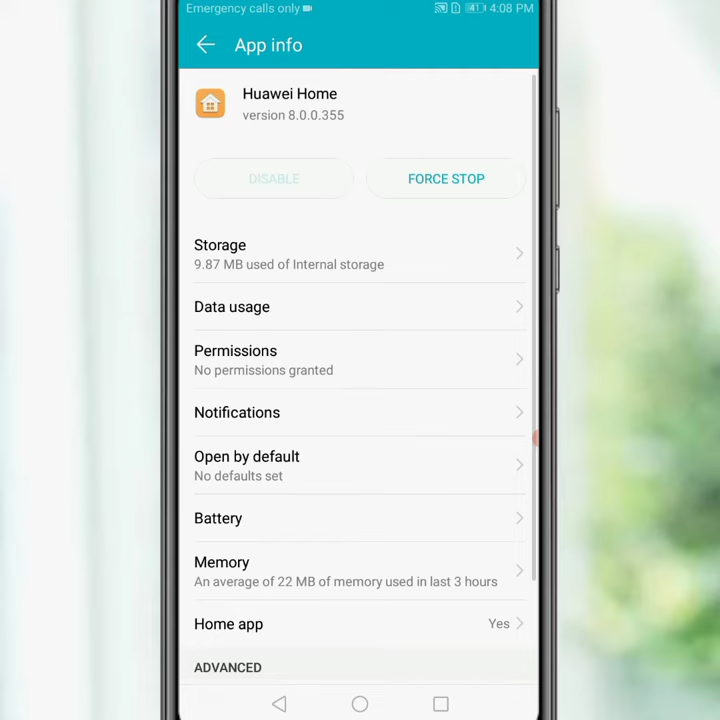 Emergency calls only
41 4:08 PM
App info
Huawei Home
version 8.0.0.355
DISABLE
FORCE STOP
Storage
9.87 MB used of Internal storage
Data usage
Permissions
No permissions granted
Notifications
Open by default
No defaults set
Battery
Memory
An average of 22 MB of memory used in last 3 hours
Home app
Yes
ADVANCED